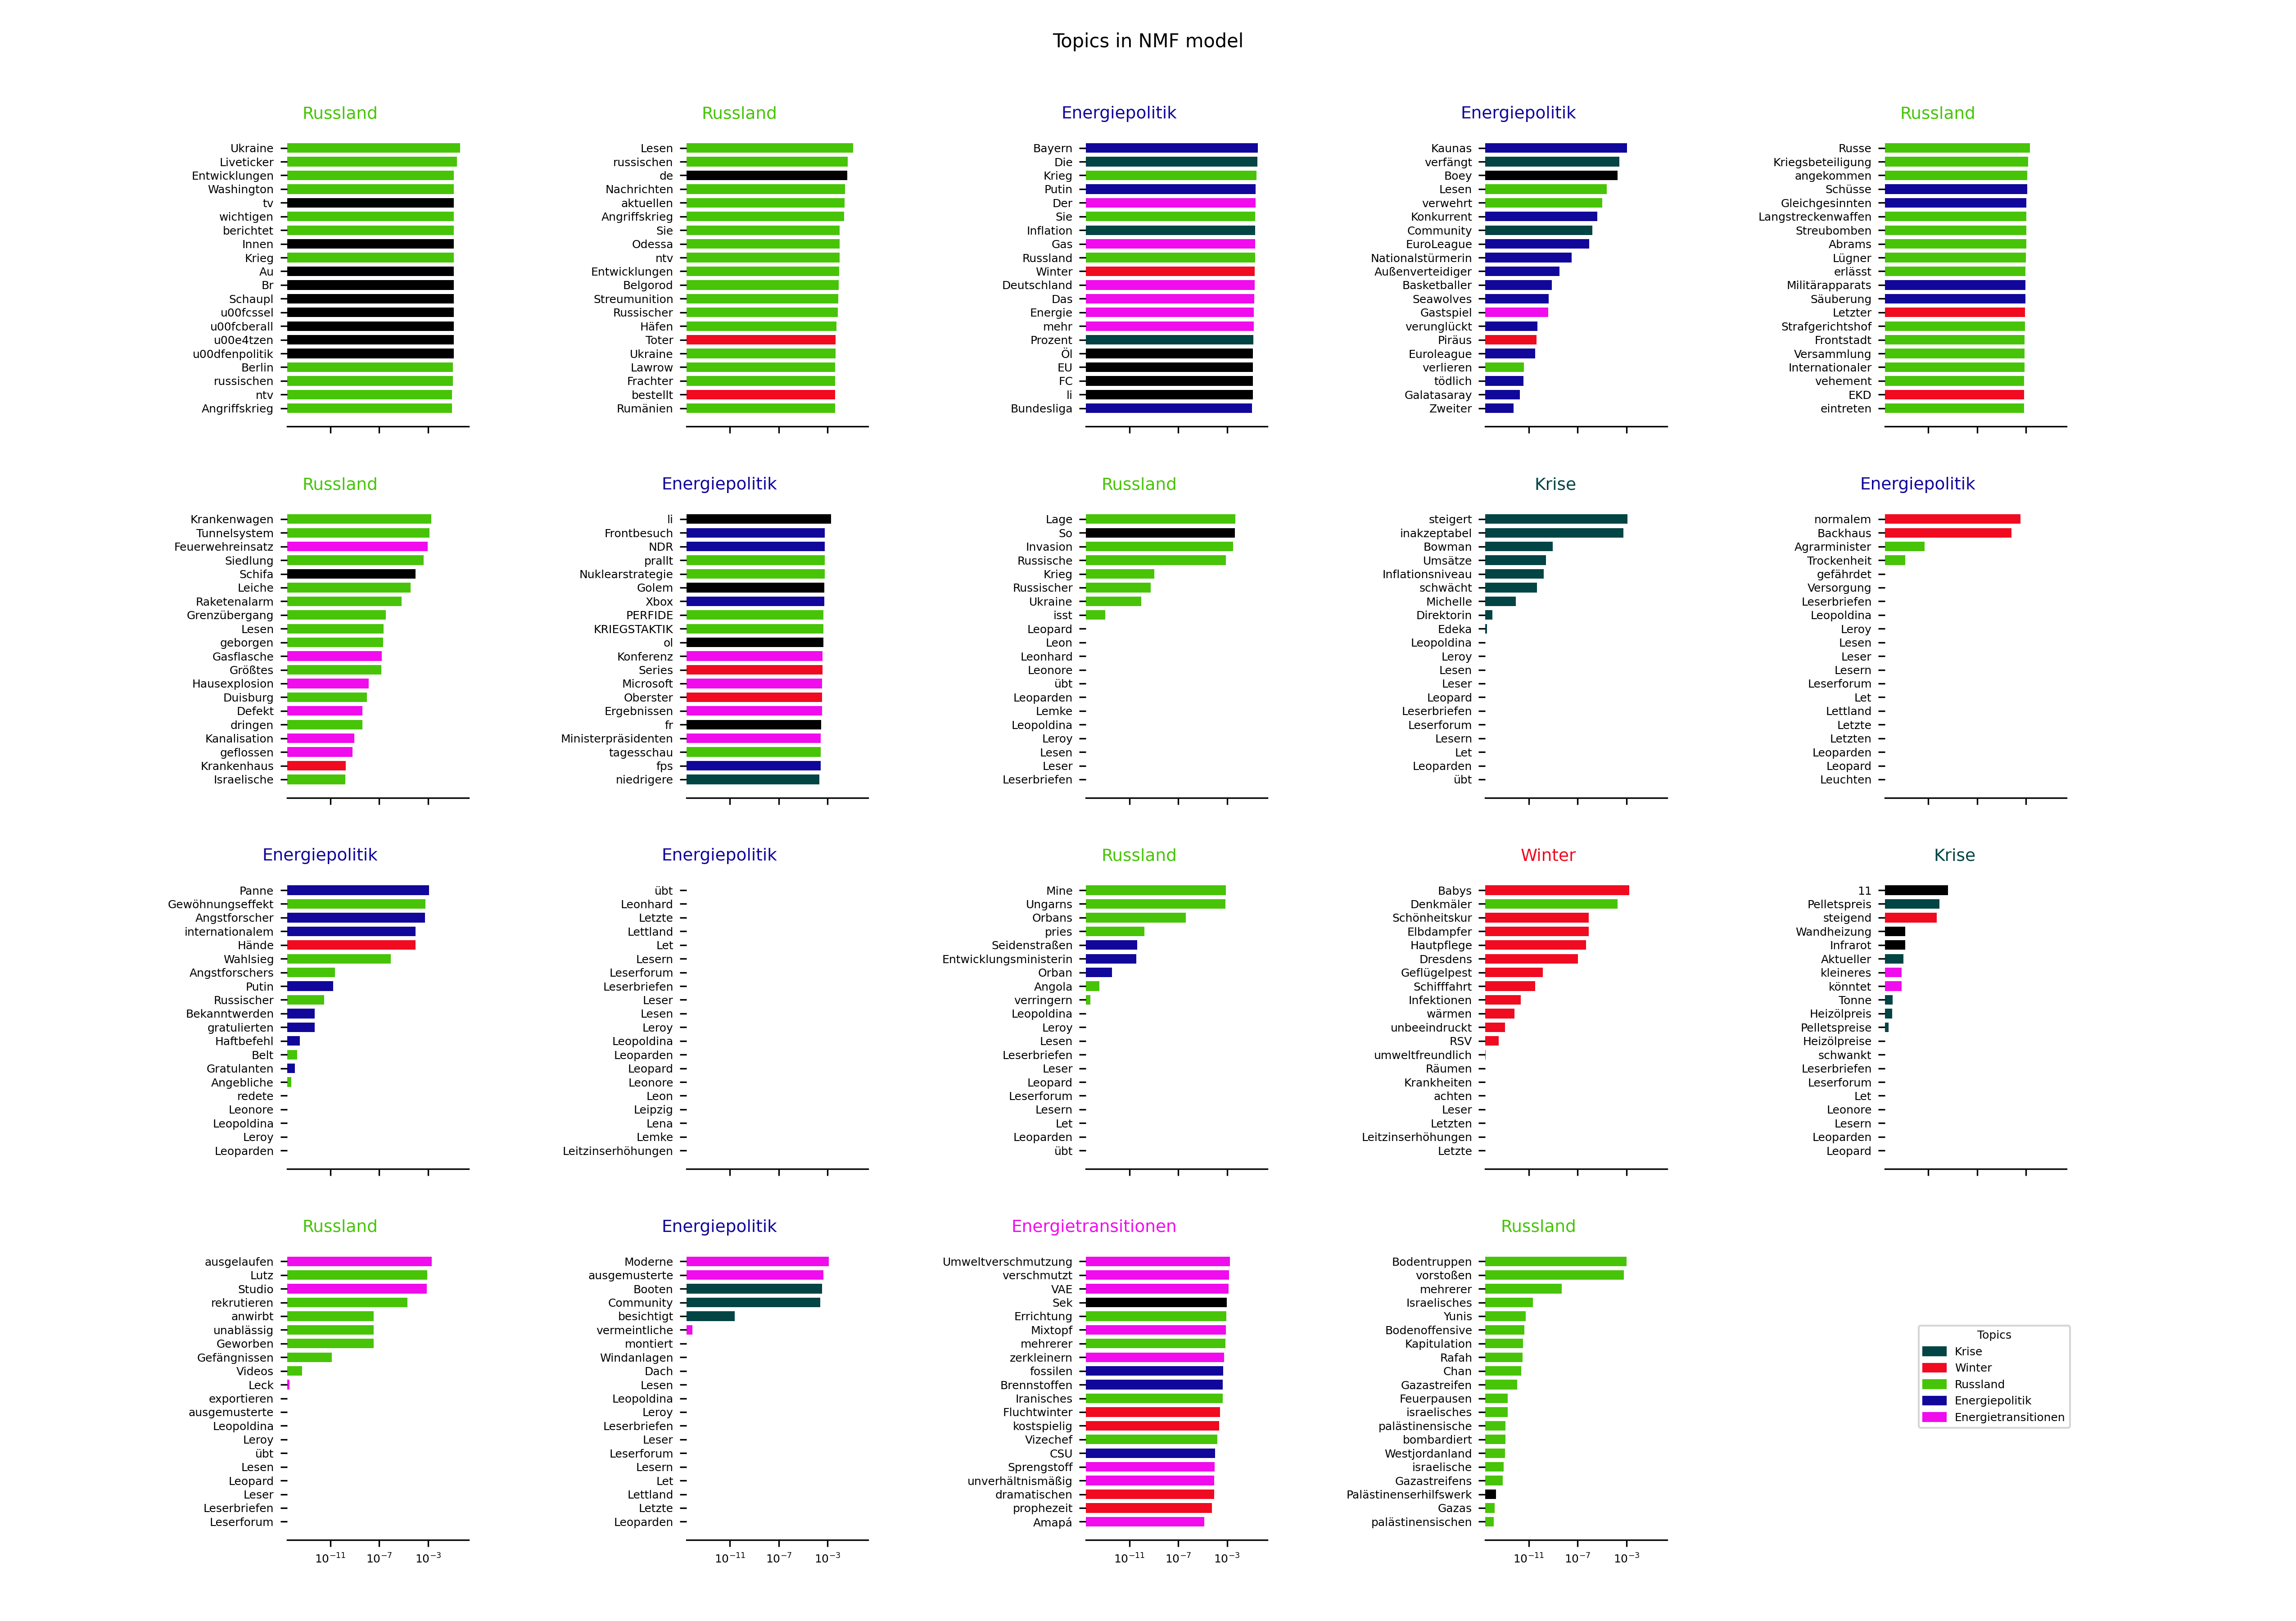 Topics in NMF model
Russland
Ukraine
Liveticker
Entwicklungen
Washington
tv
wichtigen
berichtet
Innen
Krieg
Au
Br
Schaupl
u00fcssel
u00fcberall
u00e4tzen
u00dfenpolitik
Berlin
russischen
ntv
Angriffskrieg
Russland
Lesen
russischen
de
Nachrichten
aktuellen
Angriffskrieg
Sie
Odessa
ntv
Entwicklungen
Belgorod
Streumunition
Russischer
Häfen
Toter
Ukraine
Lawrow
Frachter
bestellt
Rumänien
Energiepolitik
Bayern
Die
Krieg
Putin
Der
Sie
Inflation
Gas
Russland
Winter
Deutschland
Das
Energie
mehr
Prozent
Öl
EU
FC
li
Bundesliga
Energiepolitik
Kaunas
verfängt
Boey
Lesen
verwehrt
Konkurrent
Community
EuroLeague
Nationalstürmerin
Außenverteidiger
Basketballer
Seawolves
Gastspiel
verunglückt
Piräus
Euroleague
verlieren
tödlich
Galatasaray
Zweiter
Russland
Russe
Kriegsbeteiligung
angekommen
Schüsse
Gleichgesinnten
Langstreckenwaffen
Streubomben
Abrams
Lügner
erlässt
Militärapparats
Säuberung
Letzter
Strafgerichtshof
Frontstadt
Versammlung
Internationaler
vehement
EKD
eintreten
Russland
Krankenwagen
Tunnelsystem
Feuerwehreinsatz
Siedlung
Schifa
Leiche
Raketenalarm
Grenzübergang
Lesen
geborgen
Gasflasche
Größtes
Hausexplosion
Duisburg
Defekt
dringen
Kanalisation
geflossen
Krankenhaus
Israelische
Energiepolitik
li
Frontbesuch
NDR
prallt
Nuklearstrategie
Golem
Xbox
PERFIDE
KRIEGSTAKTIK
ol
Konferenz
Series
Microsoft
Oberster
Ergebnissen
fr
Ministerpräsidenten
tagesschau
fps
niedrigere
Russland
Lage
So
Invasion
Russische
Krieg
Russischer
Ukraine
isst
Leopard
Leon
Leonhard
Leonore
übt
Leoparden
Lemke
Leopoldina
Leroy
Lesen
Leser
Leserbriefen
Krise
steigert
inakzeptabel
Bowman
Umsätze
Inflationsniveau
schwächt
Michelle
Direktorin
Edeka
Leopoldina
Leroy
Lesen
Leser
Leopard
Leserbriefen
Leserforum
Lesern
Let
Leoparden
übt
Energiepolitik
normalem
Backhaus
Agrarminister
Trockenheit
gefährdet
Versorgung
Leserbriefen
Leopoldina
Leroy
Lesen
Leser
Lesern
Leserforum
Let
Lettland
Letzte
Letzten
Leoparden
Leopard
Leuchten
Energiepolitik
Panne
Gewöhnungseffekt
Angstforscher
internationalem
Hände
Wahlsieg
Angstforschers
Putin
Russischer
Bekanntwerden
gratulierten
Haftbefehl
Belt
Gratulanten
Angebliche
redete
Leonore
Leopoldina
Leroy
Leoparden
Energiepolitik
übt
Leonhard
Letzte
Lettland
Let
Lesern
Leserforum
Leserbriefen
Leser
Lesen
Leroy
Leopoldina
Leoparden
Leopard
Leonore
Leon
Leipzig
Lena
Lemke
Leitzinserhöhungen
Russland
Mine
Ungarns
Orbans
pries
Seidenstraßen
Entwicklungsministerin
Orban
Angola
verringern
Leopoldina
Leroy
Lesen
Leserbriefen
Leser
Leopard
Leserforum
Lesern
Let
Leoparden
übt
Winter
Babys
Denkmäler
Schönheitskur
Elbdampfer
Hautpflege
Dresdens
Geflügelpest
Schifffahrt
Infektionen
wärmen
unbeeindruckt
RSV
umweltfreundlich
Räumen
Krankheiten
achten
Leser
Letzten
Leitzinserhöhungen
Letzte
Krise
11
Pelletspreis
steigend
Wandheizung
Infrarot
Aktueller
kleineres
könntet
Tonne
Heizölpreis
Pelletspreise
Heizölpreise
schwankt
Leserbriefen
Leserforum
Let
Leonore
Lesern
Leoparden
Leopard
Russland
ausgelaufen
Lutz
Studio
rekrutieren
anwirbt
unablässig
Geworben
Gefängnissen
Videos
Leck
exportieren
ausgemusterte
Leopoldina
Leroy
übt
Lesen
Leopard
Leser
Leserbriefen
Leserforum
10⁻¹¹ 10⁻⁷ 10⁻³
Energiepolitik
Moderne
ausgemusterte
Booten
Community
besichtigt
vermeintliche
montiert
Windanlagen
Dach
Lesen
Leopoldina
Leroy
Leserbriefen
Leser
Leserforum
Lesern
Let
Lettland
Letzte
Leoparden
10⁻¹¹ 10⁻⁷ 10⁻³
Energietransitionen
Umweltverschmutzung
verschmutzt
VAE
Sek
Errichtung
Mixtopf
mehrerer
zerkleinern
fossilen
Brennstoffen
Iranisches
Fluchtwinter
kostspielig
Vizechef
CSU
Sprengstoff
unverhältnismäßig
dramatischen
prophezeit
Amapá
10⁻¹¹ 10⁻⁷ 10⁻³
Russland
Bodentruppen
vorstoßen
mehrerer
Israelisches
Yunis
Bodenoffensive
Kapitulation
Rafah
Chan
Gazastreifen
Feuerpausen
israelisches
palästinensische
bombardiert
Westjordanland
israelische
Gazastreifens
Palästinenserhilfswerk
Gazas
palästinensischen
10⁻¹¹ 10⁻⁷ 10⁻³
Topics
Krise
Winter
Russland
Energiepolitik
Energietransitionen